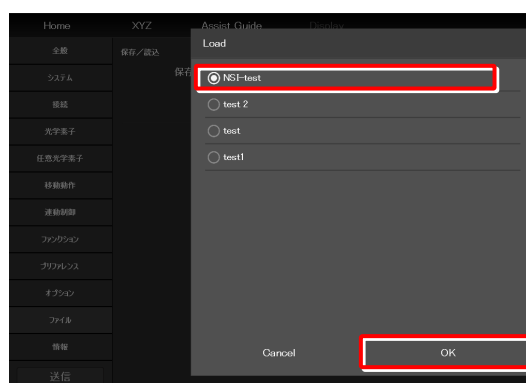 Home XYZ Assist Guide Display
全般
システム
接続
光学素子
任意光学素子
移動動作
連動制御
ファンクション
プリファレンス
オプション
ファイル
情報
送信
保存／読込
保存
Load
NSI-test
test 2
test
test1
Cancel OK